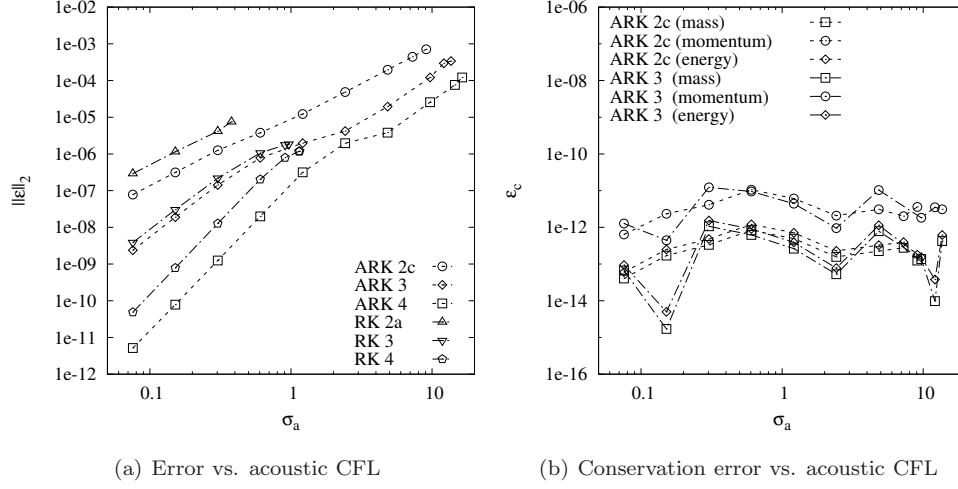 1e-02
1e-03
1e-04
1e-05
1e-06
1e-07
1e-08
1e-09
1e-10
1e-11
1e-12
||ε||₂
0.1 1 10
σₐ
ARK 2c
ARK 3
ARK 4
RK 2a
RK 3
RK 4
(a) Error vs. acoustic CFL
1e-06
1e-08
1e-10
1e-12
1e-14
1e-16
ε_c
0.1 1 10
σₐ
ARK 2c (mass)
ARK 2c (momentum)
ARK 2c (energy)
ARK 3 (mass)
ARK 3 (momentum)
ARK 3 (energy)
(b) Conservation error vs. acoustic CFL